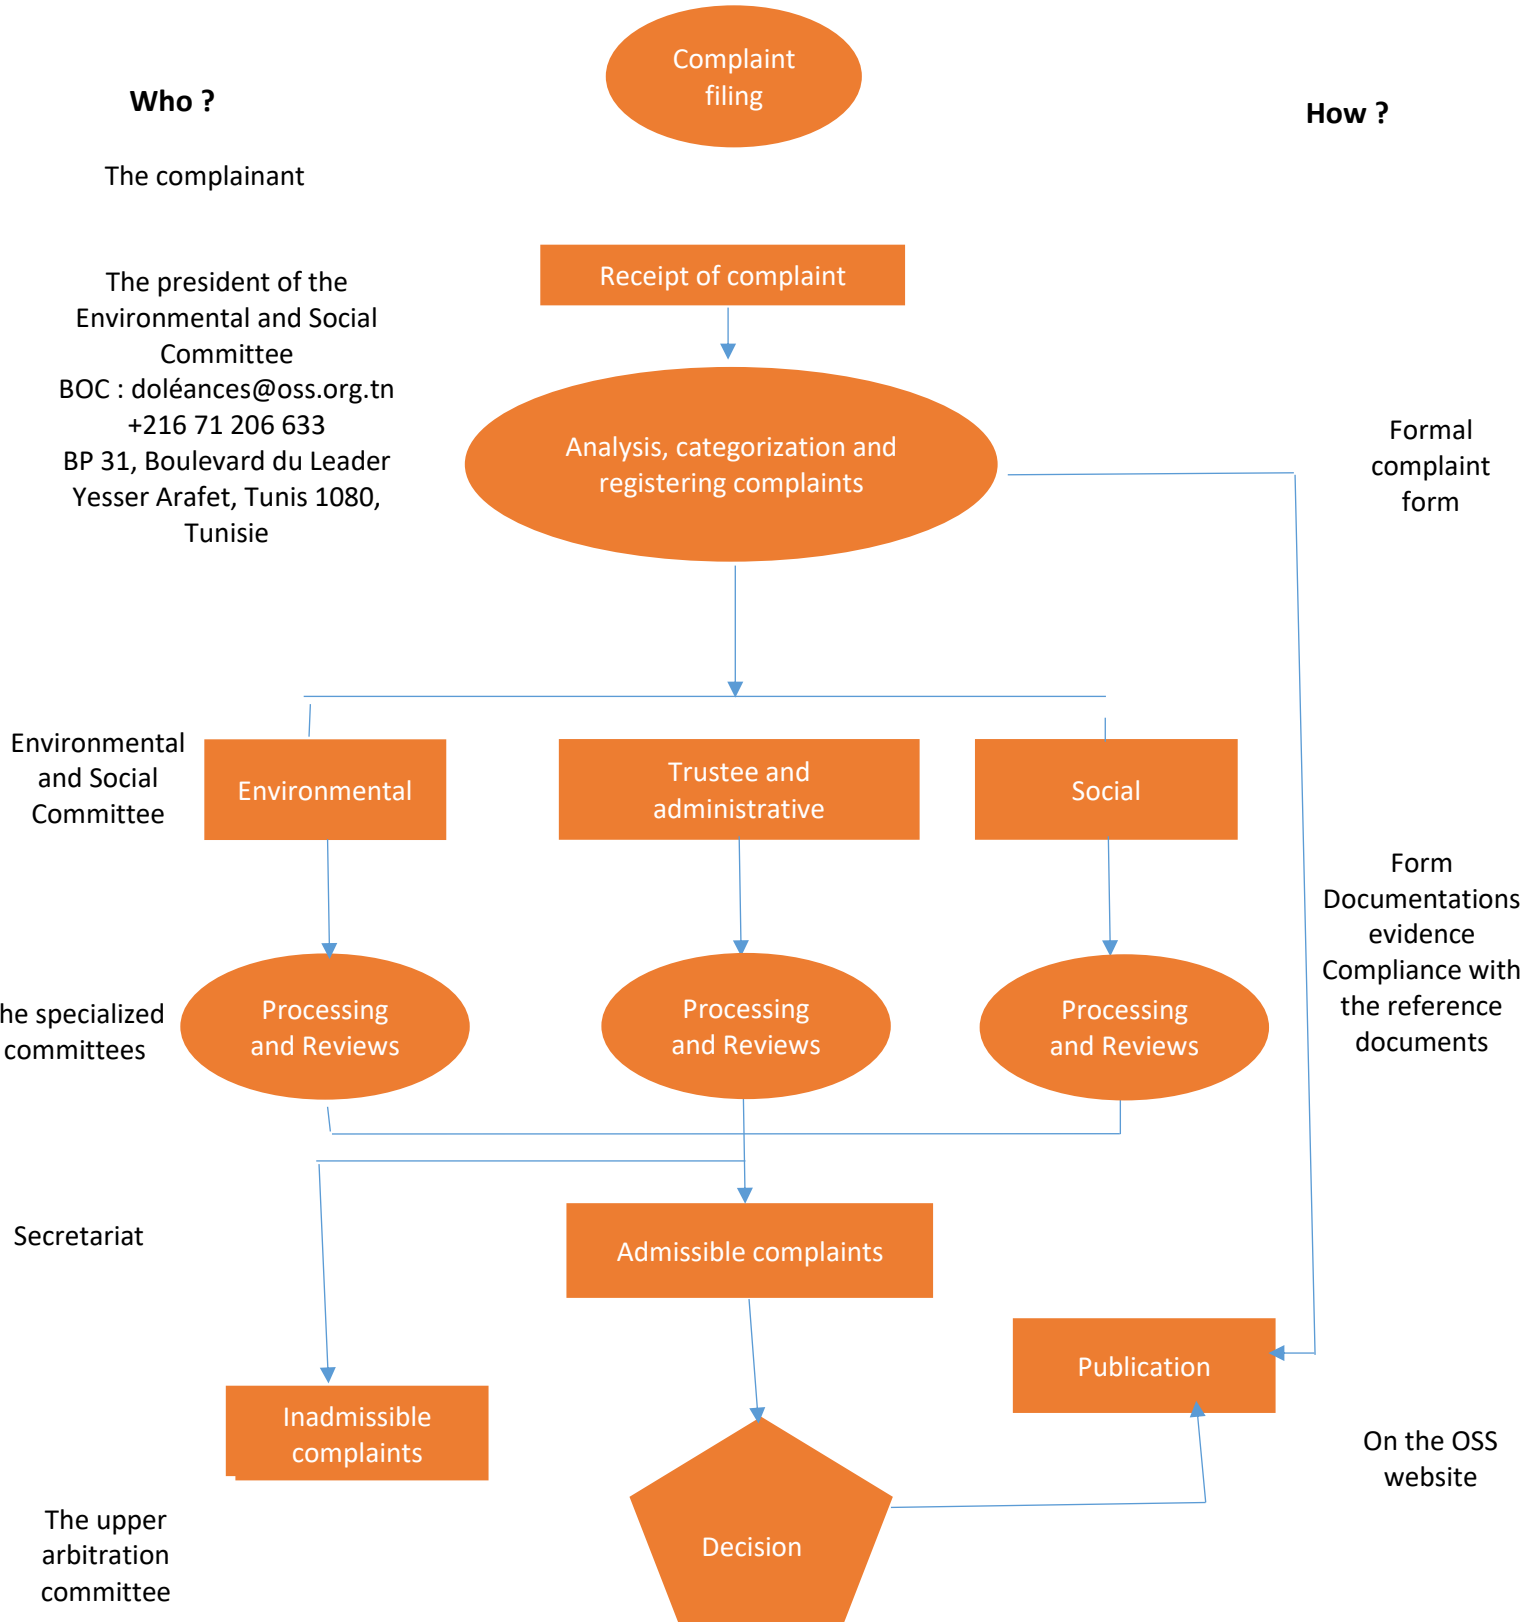 Complaint
filing
Who ?
How ?
The complainant
Receipt of complaint
The president of the
Environmental and Social
Committee
BOC : doléances@oss.org.tn
+216 71 206 633
BP 31, Boulevard du Leader
Yesser Arafet, Tunis 1080,
Tunisie
Analysis, categorization and
registering complaints
Formal
complaint
form
Environmental
and Social
Committee
Environmental
Trustee and
administrative
Social
Form
Documentations
evidence
Compliance with
the reference
documents
he specialized
committees
Processing
and Reviews
Processing
and Reviews
Processing
and Reviews
Secretariat
Admissible complaints
Publication
Inadmissible
complaints
On the OSS
website
The upper
arbitration
committee
Decision